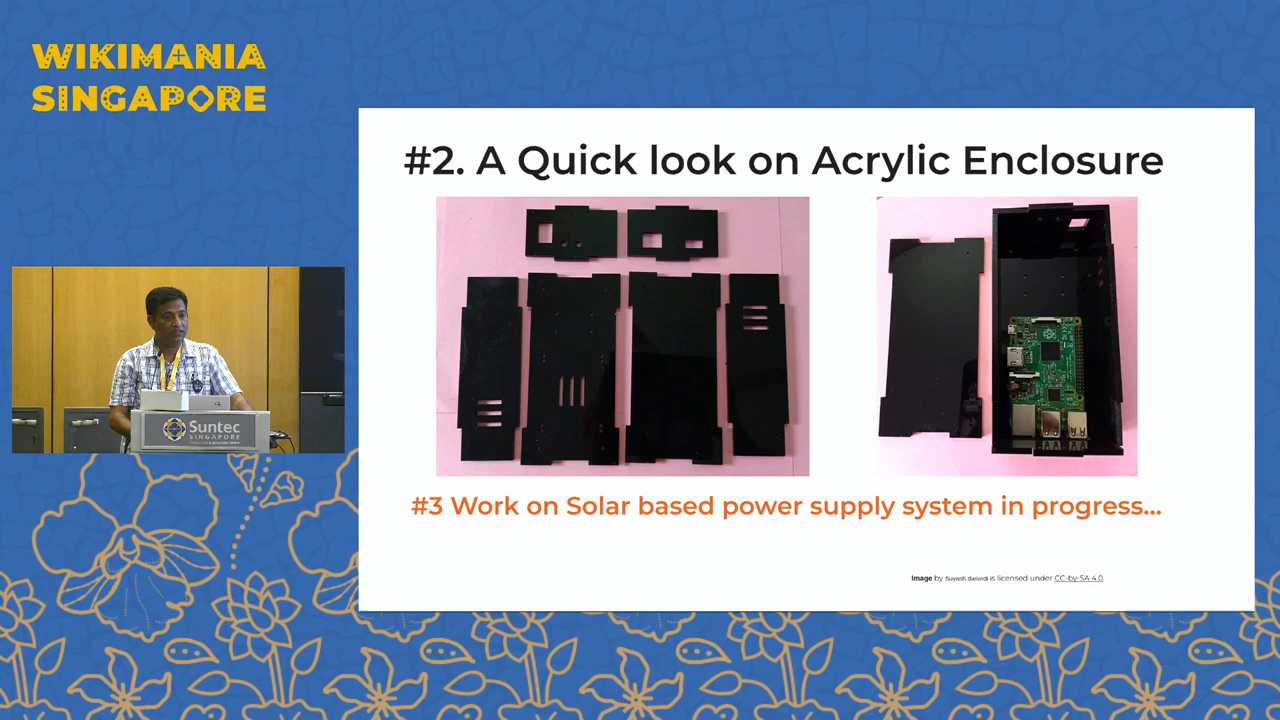 WIKIMANIA
SINGAPORE
#2. A Quick look on Acrylic Enclosure
Suntec
SINGAPORE
#3 Work on Solar based power supply system in progress...
Image by Suyash.dwivedi is licensed under CC-by-SA 4.0.